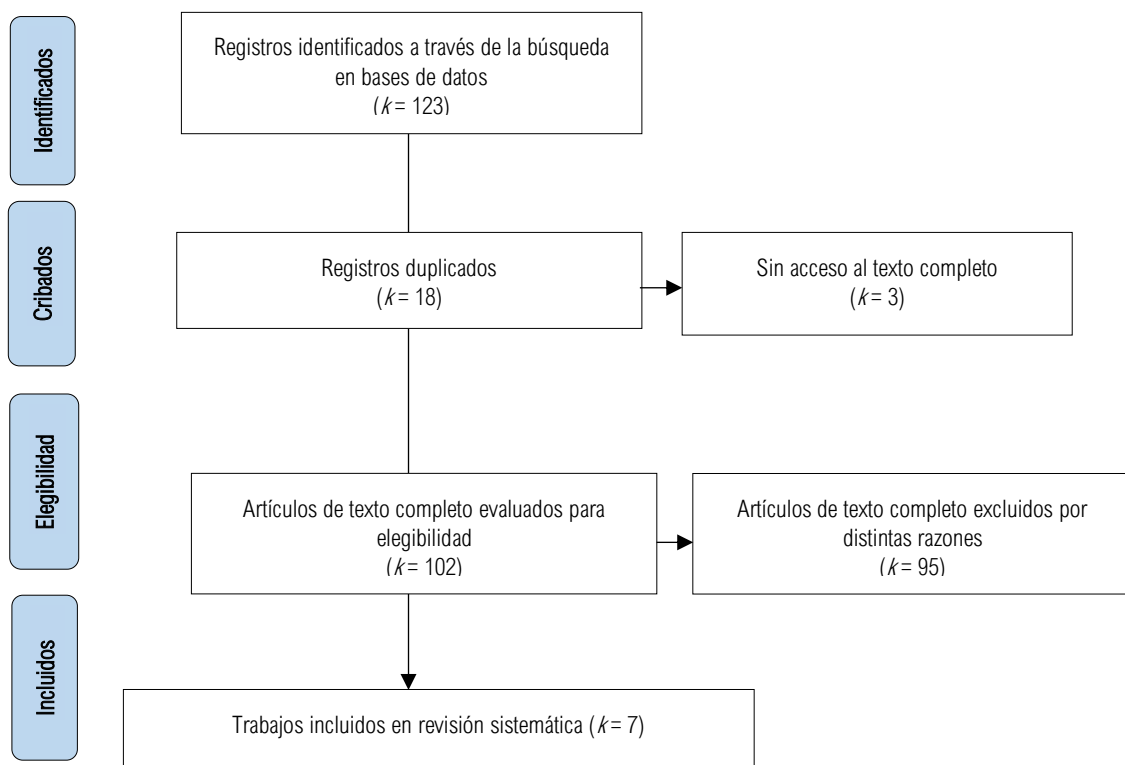 Identificados
Registros identificados a través de la búsqueda
en bases de datos
(k = 123)
Cribados
Registros duplicados
(k = 18)
Sin acceso al texto completo
(k = 3)
Elegibilidad
Artículos de texto completo evaluados para
elegibilidad
(k = 102)
Artículos de texto completo excluidos por
distintas razones
(k = 95)
Incluidos
Trabajos incluidos en revisión sistemática (k = 7)